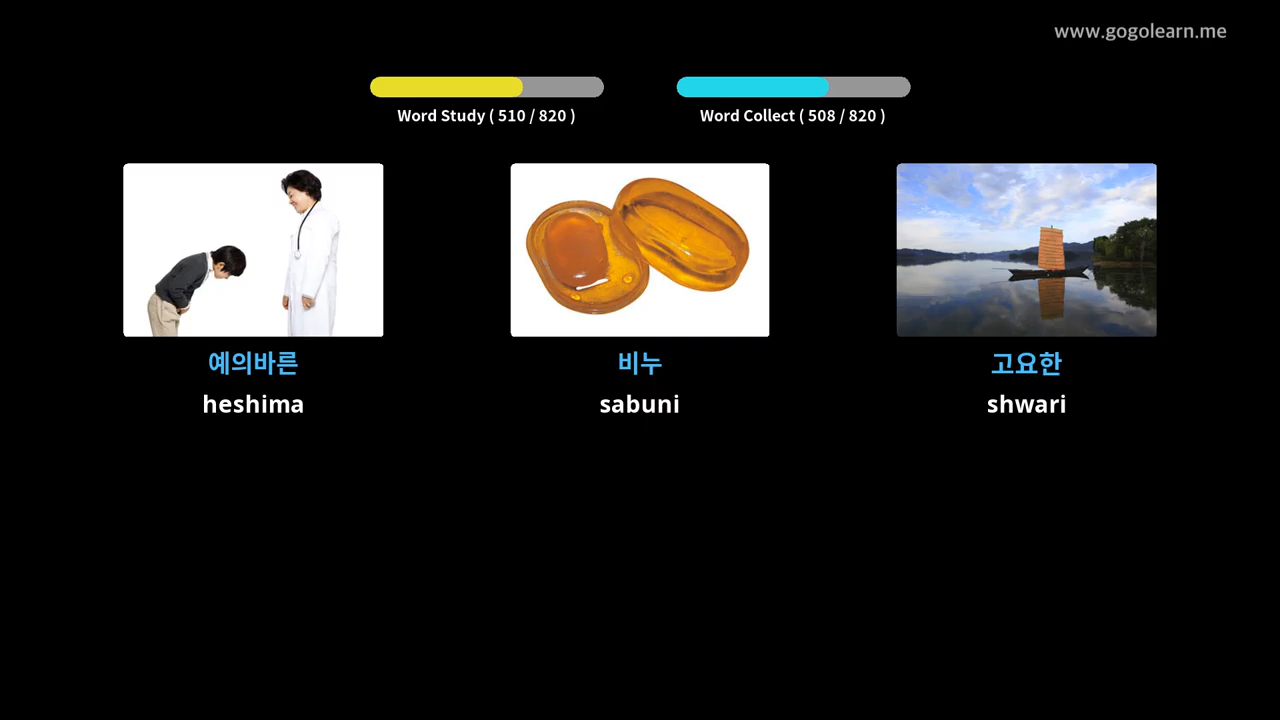 www.gogolearn.me
Word Study ( 510 / 820 )
Word Collect ( 508 / 820 )
예의바른
비누
고요한
heshima
sabuni
shwari